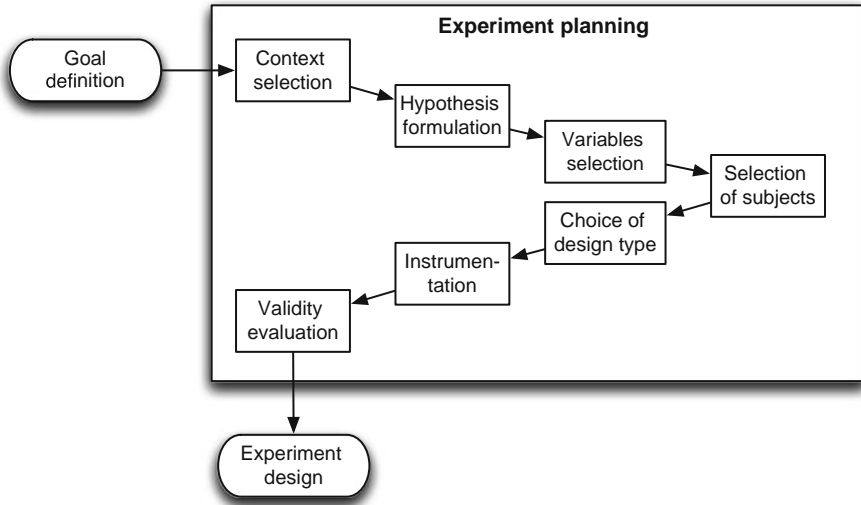 Experiment planning
Goal
definition
Context
selection
Hypothesis
formulation
Variables
selection
Selection
of subjects
Choice of
design type
Instrumen-
tation
Validity
evaluation
Experiment
design